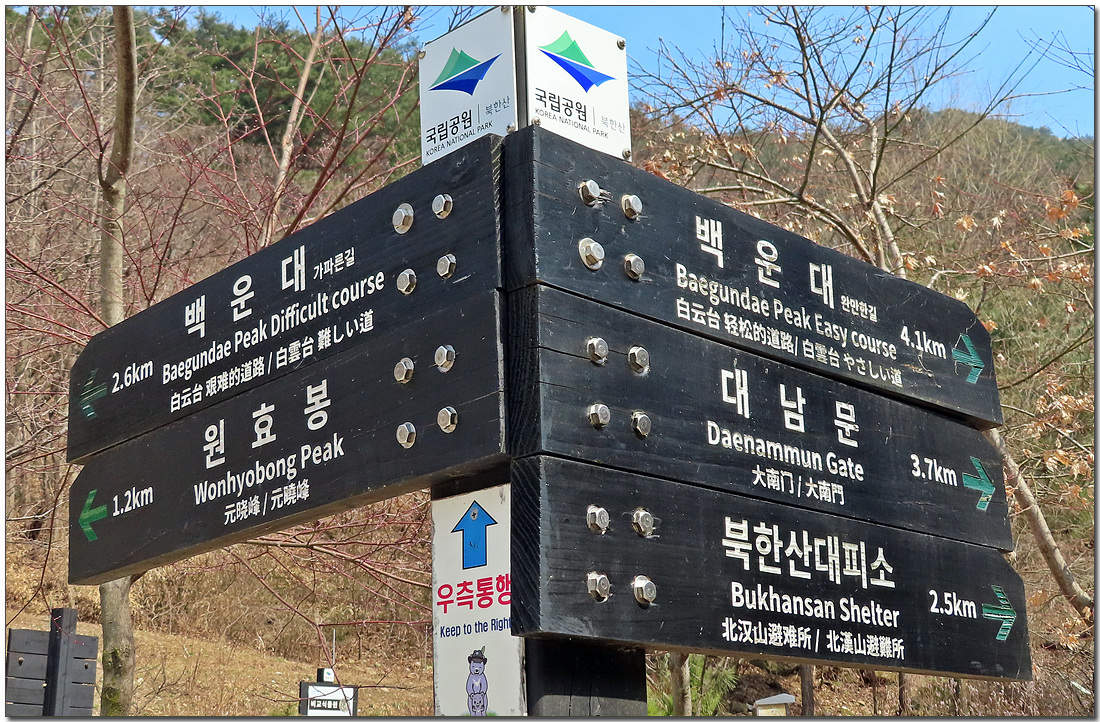 국립공원 | 북한산
KOREA NATIONAL PARK
국립공원 | 북한산
KOREA NATIONAL PARK
백운대 가파른길
2.6km
Baegundae Peak Difficult course
白云台 艰难的道路 / 白雲台 難しい道
원효봉
1.2km
Wonhyobong Peak
元晓峰 / 元曉峰
백운대 완만한길
Baegundae Peak Easy course
4.1km
白云台 轻松的道路 / 白雲台 やさしい道
대남문
Daenammun Gate
3.7km
大南门 / 大南門
북한산대피소
Bukhansan Shelter
2.5km
北汉山避难所 / 北漢山避難所
우측통행
Keep to the Right